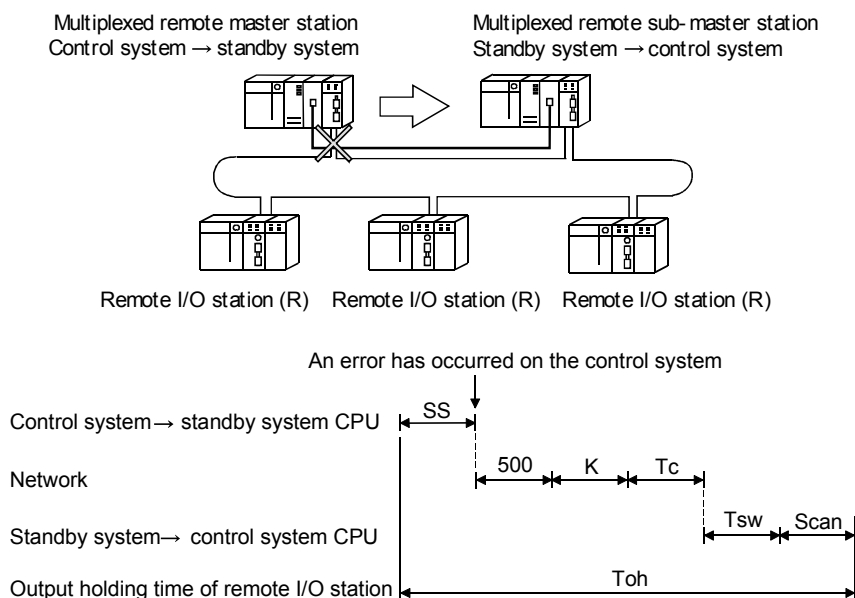 Multiplexed remote master station
Control system → standby system
Multiplexed remote sub-master station
Standby system → control system
Remote I/O station (R)
Remote I/O station (R)
Remote I/O station (R)
An error has occurred on the control system
Control system→ standby system CPU
SS
Network
500
K
Tc
Standby system→ control system CPU
Tsw
Scan
Output holding time of remote I/O station
Toh